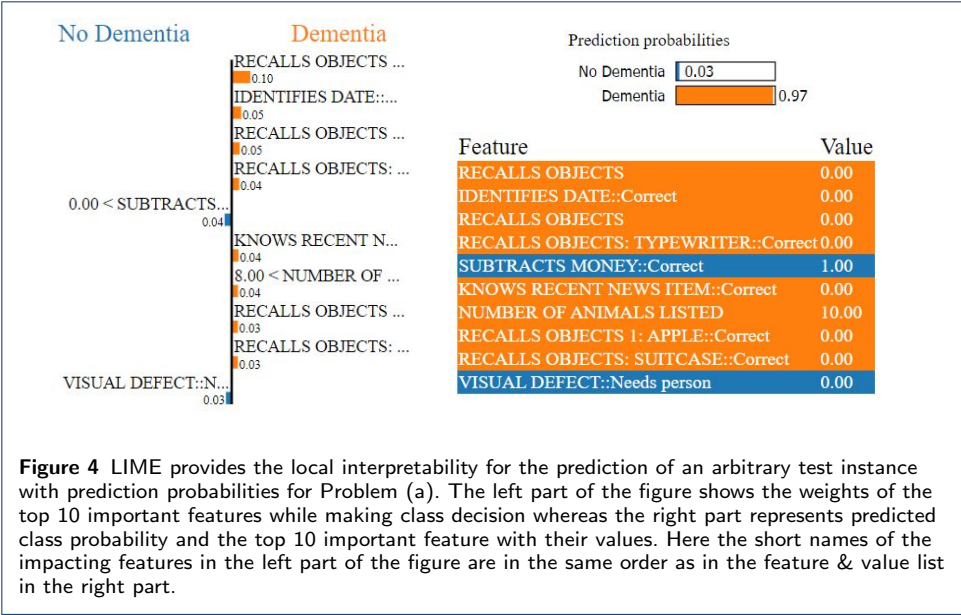 No Dementia Dementia
RECALLS OBJECTS ...
0.10
IDENTIFIES DATE::...
0.05
RECALLS OBJECTS ...
0.05
RECALLS OBJECTS: ...
0.04
0.00 < SUBTRACTS...
0.04
KNOWS RECENT N...
0.04
8.00 < NUMBER OF ...
0.04
RECALLS OBJECTS ...
0.03
RECALLS OBJECTS: ...
0.03
VISUAL DEFECT::N...
0.03
Prediction probabilities
No Dementia 0.03
Dementia 0.97
Feature Value
RECALLS OBJECTS 0.00
IDENTIFIES DATE::Correct 0.00
RECALLS OBJECTS 0.00
RECALLS OBJECTS: TYPEWRITER::Correct 0.00
SUBTRACTS MONEY::Correct 1.00
KNOWS RECENT NEWS ITEM::Correct 0.00
NUMBER OF ANIMALS LISTED 10.00
RECALLS OBJECTS 1: APPLE::Correct 0.00
RECALLS OBJECTS: SUITCASE::Correct 0.00
VISUAL DEFECT::Needs person 0.00
Figure 4 LIME provides the local interpretability for the prediction of an arbitrary test instance
with prediction probabilities for Problem (a). The left part of the figure shows the weights of the
top 10 important features while making class decision whereas the right part represents predicted
class probability and the top 10 important feature with their values. Here the short names of the
impacting features in the left part of the figure are in the same order as in the feature & value list
in the right part.